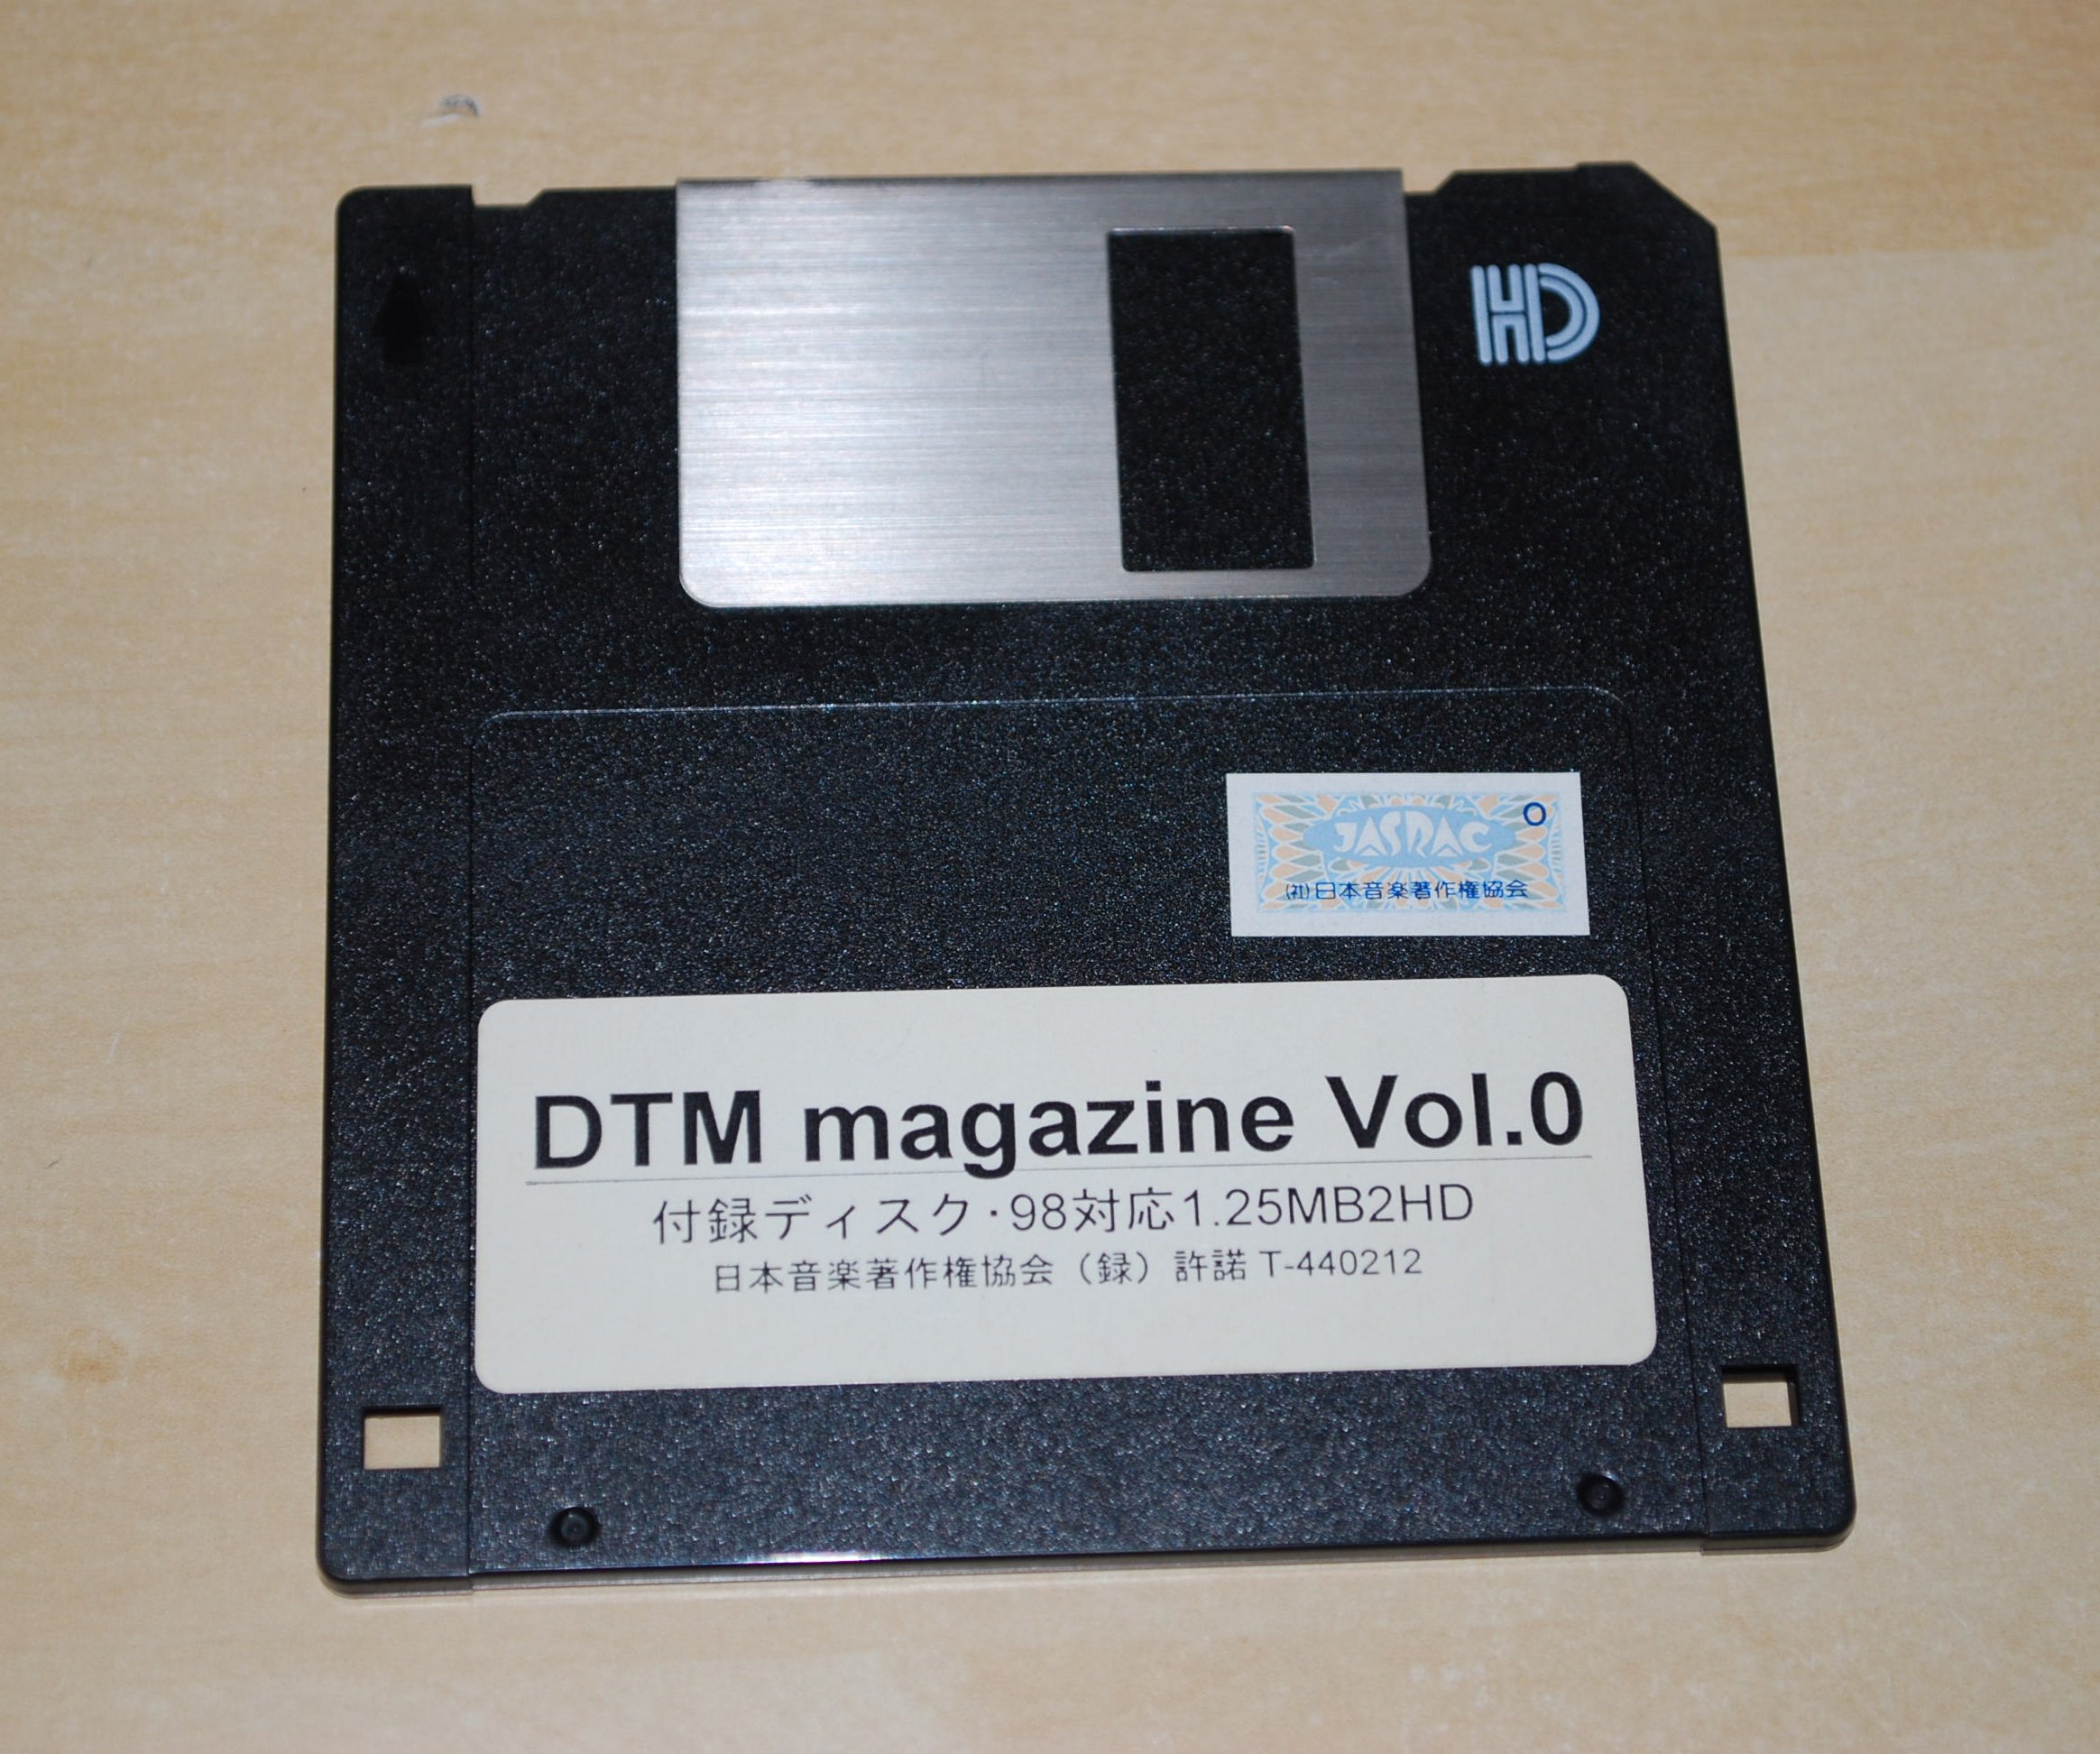 HD
JASRAC
O
(社)日本音楽著作権協会
DTM magazine Vol.0
付録ディスク・98対応1.25MB2HD
日本音楽著作権協会（録）許諾 T-440212